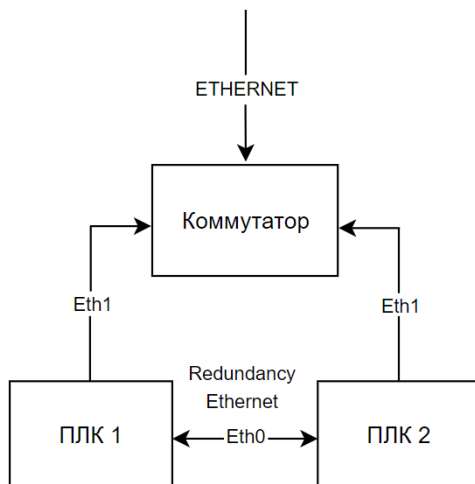 ETHERNET
Коммутатор
Eth1
Eth1
Redundancy
Ethernet
ПЛК 1
Eth0
ПЛК 2